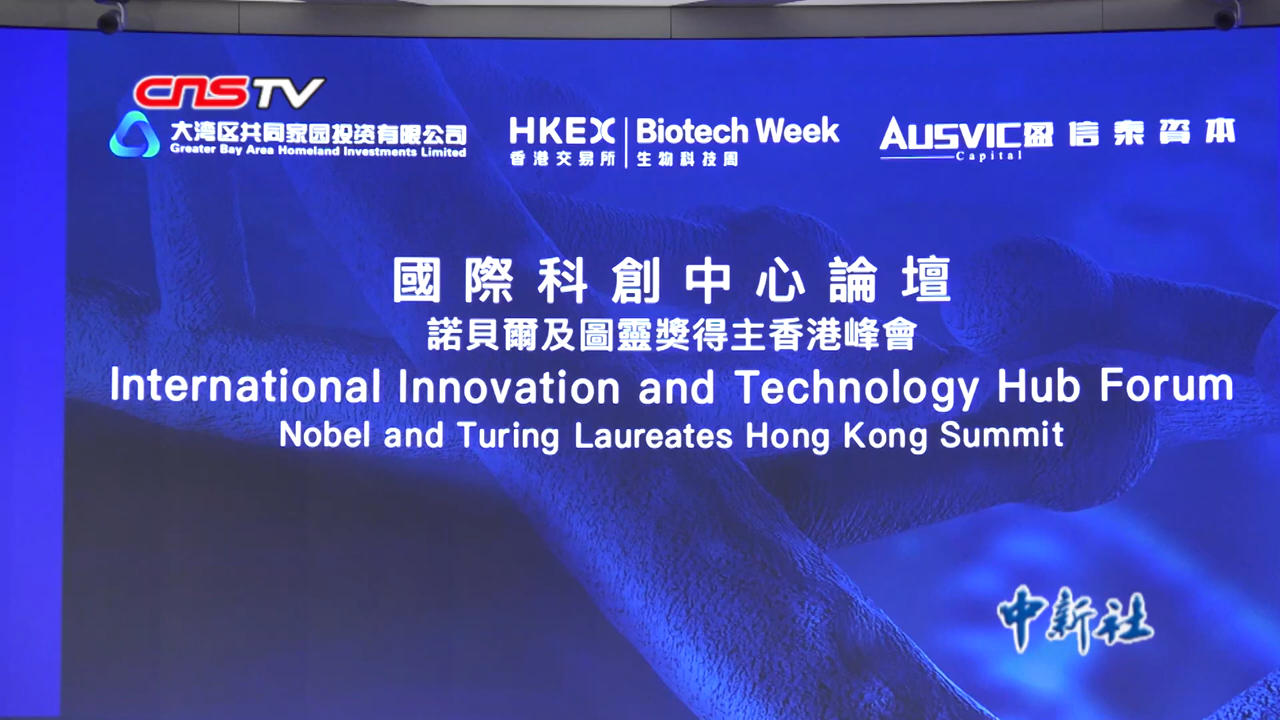 CNSTV
大湾区共同家园投资有限公司
Greater Bay Area Homeland Investments Limited
HKEX
香港交易所
Biotech Week
生物科技周
AUSVIC
Capital
盈信泰資本
國際科創中心論壇
諾貝爾及圖靈獎得主香港峰會
International Innovation and Technology Hub Forum
Nobel and Turing Laureates Hong Kong Summit
中新社